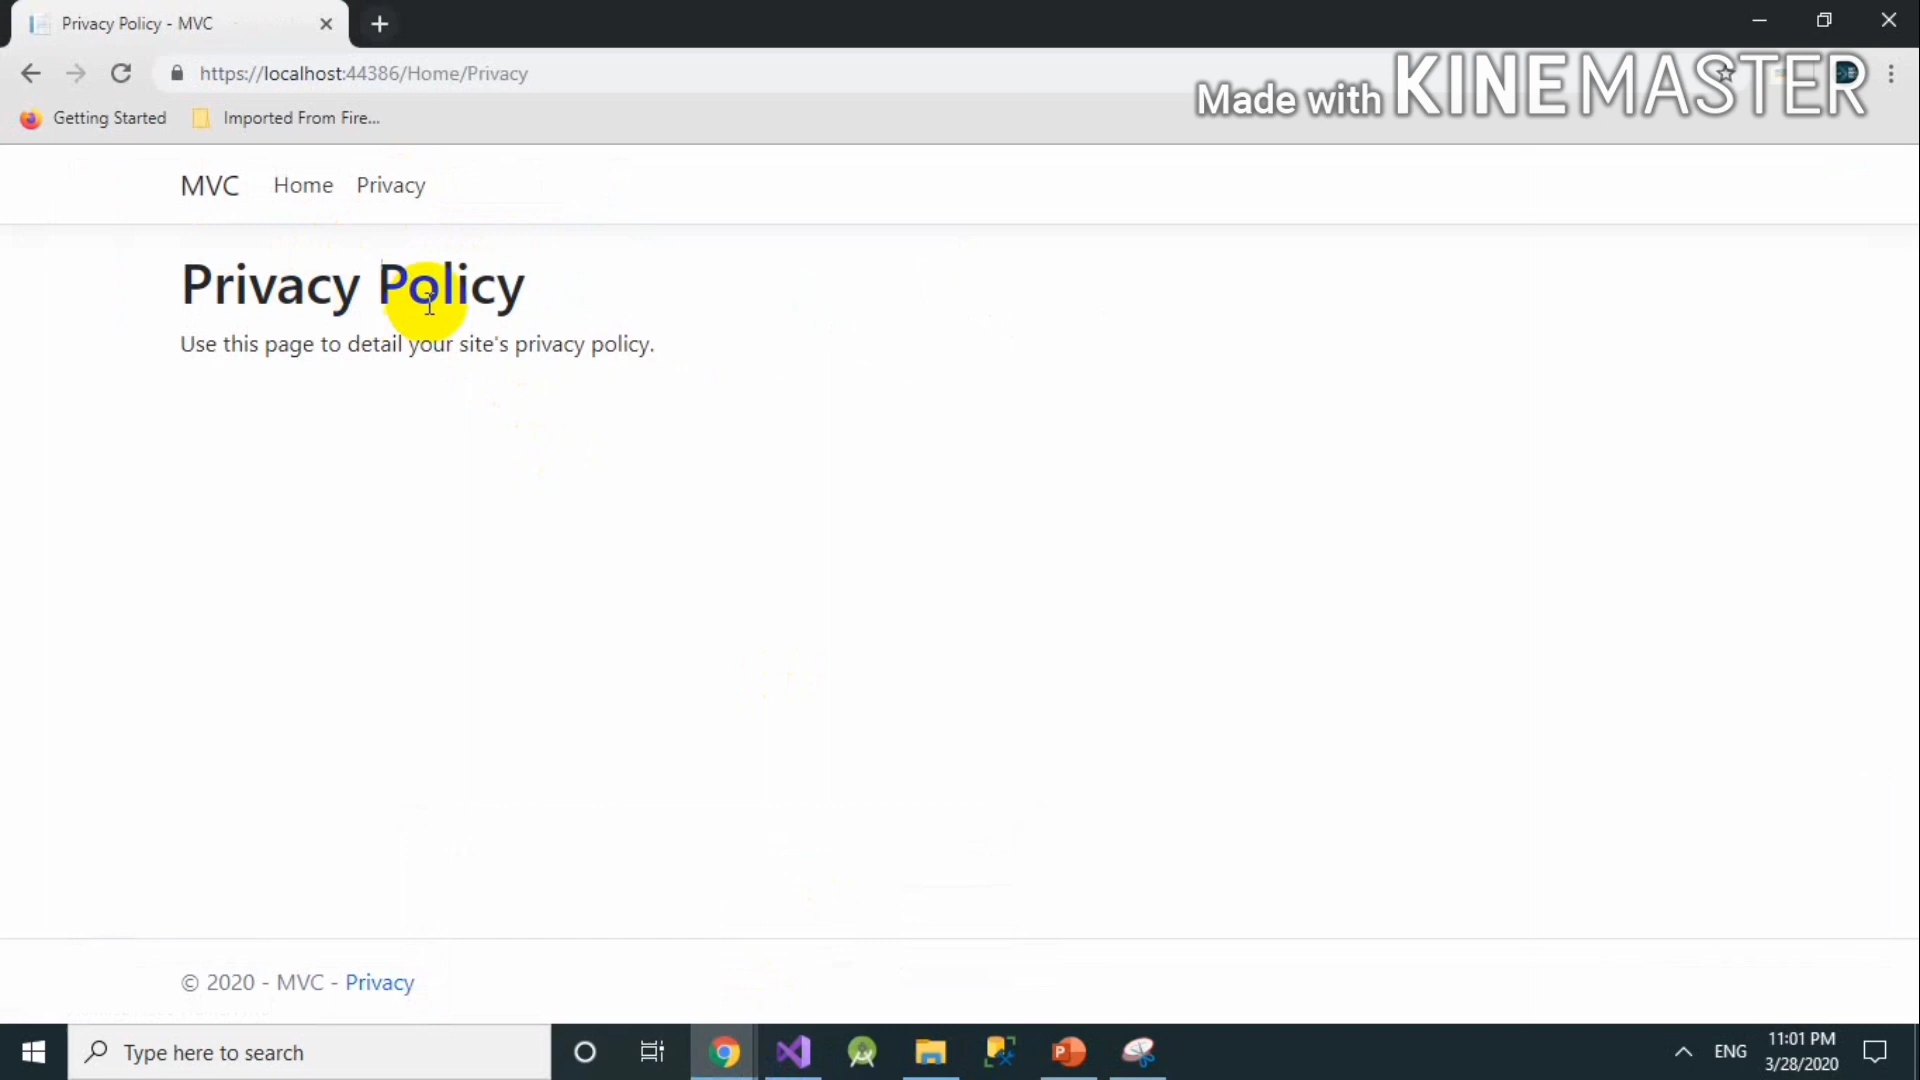 Privacy Policy - MVC
https://localhost:44386/Home/Privacy
Made with KINEMASTER
Getting Started
Imported From Fire...
MVC Home Privacy
Privacy Policy
Use this page to detail your site's privacy policy.
© 2020 - MVC - Privacy
Type here to search
ENG
11:01 PM
3/28/2020